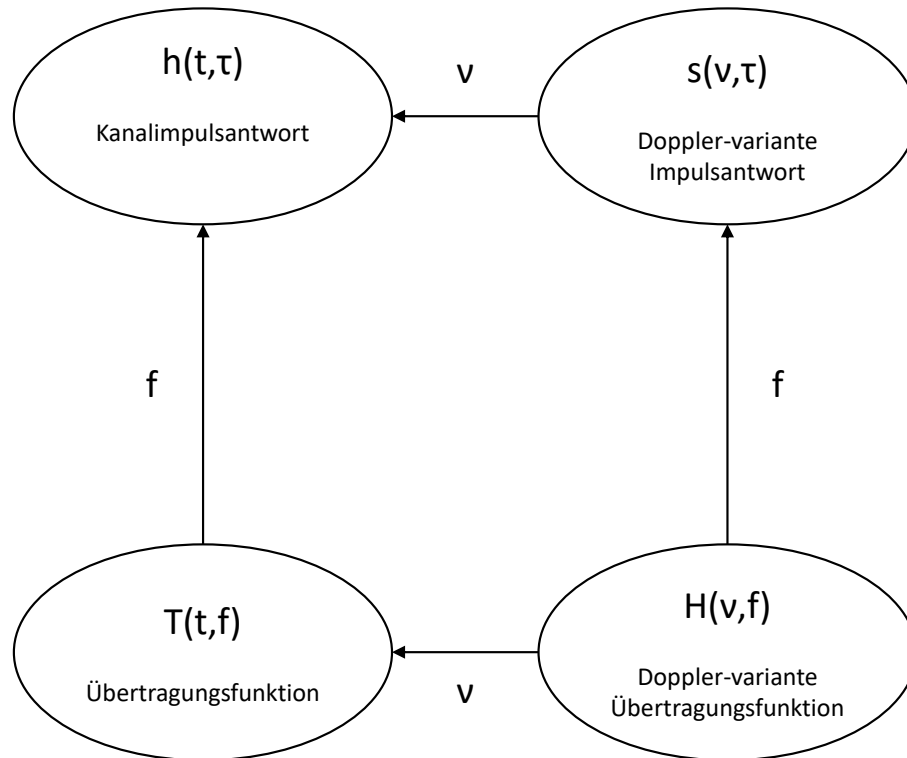 h(t,τ)
Kanalimpulsantwort
ν
s(ν,τ)
Doppler-variante
Impulsantwort
f
f
T(t,f)
Übertragungsfunktion
ν
H(ν,f)
Doppler-variante
Übertragungsfunktion